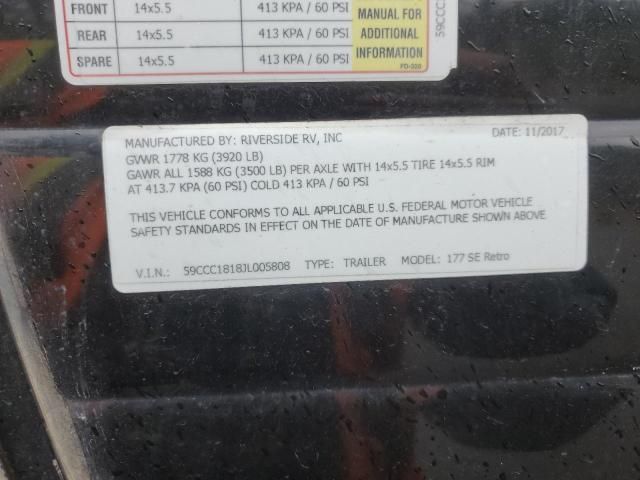 FRONT 14x5.5 413 KPA / 60 PSI
REAR 14x5.5 413 KPA / 60 PSI
SPARE 14x5.5 413 KPA / 60 PSI
MANUAL FOR
ADDITIONAL
INFORMATION
PD-020
59CCC
MANUFACTURED BY: RIVERSIDE RV, INC DATE: 11/2017
GVWR 1778 KG (3920 LB)
GAWR ALL 1588 KG (3500 LB) PER AXLE WITH 14x5.5 TIRE 14x5.5 RIM
AT 413.7 KPA (60 PSI) COLD 413 KPA / 60 PSI
THIS VEHICLE CONFORMS TO ALL APPLICABLE U.S. FEDERAL MOTOR VEHICLE
SAFETY STANDARDS IN EFFECT ON THE DATE OF MANUFACTURE SHOWN ABOVE
V.I.N.: 59CCC1818JL005808 TYPE: TRAILER MODEL: 177 SE Retro